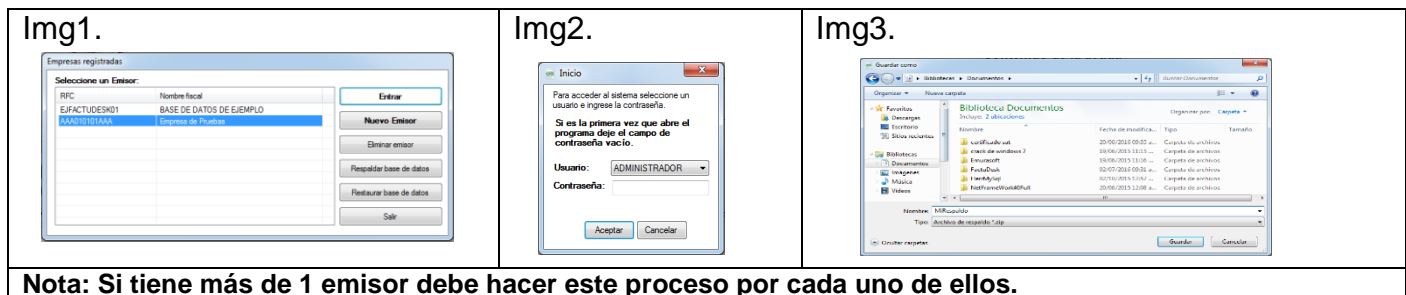 Img1.
Empresas registradas
Seleccione un Emisor:
RFC Nombre fiscal
EJFACTUDESK01 BASE DE DATOS DE EJEMPLO
AAA010101AAA Empresa de Pruebas
Entrar
Nuevo Emisor
Eliminar emisor
Respaldar base de datos
Restaurar base de datos
Salir
Img2.
Inicio
Para acceder al sistema seleccione un
usuario e ingrese la contraseña.
Si es la primera vez que abre el
programa deje el campo de
contraseña vacío.
Usuario: ADMINISTRADOR
Contraseña:
Aceptar Cancelar
Img3.
Guardar como
Bibliotecas Documentos
Buscar Documentos
Organizar Nueva carpeta
Favoritos
Descargas
Escritorio
Sitios recientes
Bibliotecas
Documentos
Imágenes
Música
Vídeos
Biblioteca Documentos
Incluye: 2 ubicaciones
Organizar por: Carpeta
Nombre Fecha de modifica... Tipo Tamaño
certificado sat Carpeta de archivos
crack de windows 7 Carpeta de archivos
Emurasoft Carpeta de archivos
Carpeta de archivos
Carpeta de archivos
NetFrameWork40Full Carpeta de archivos
Nombre: MiRespaldo
Tipo: Archivo de respaldo *.zip
Ocultar carpetas
Guardar Cancelar
Nota: Si tiene más de 1 emisor debe hacer este proceso por cada uno de ellos.